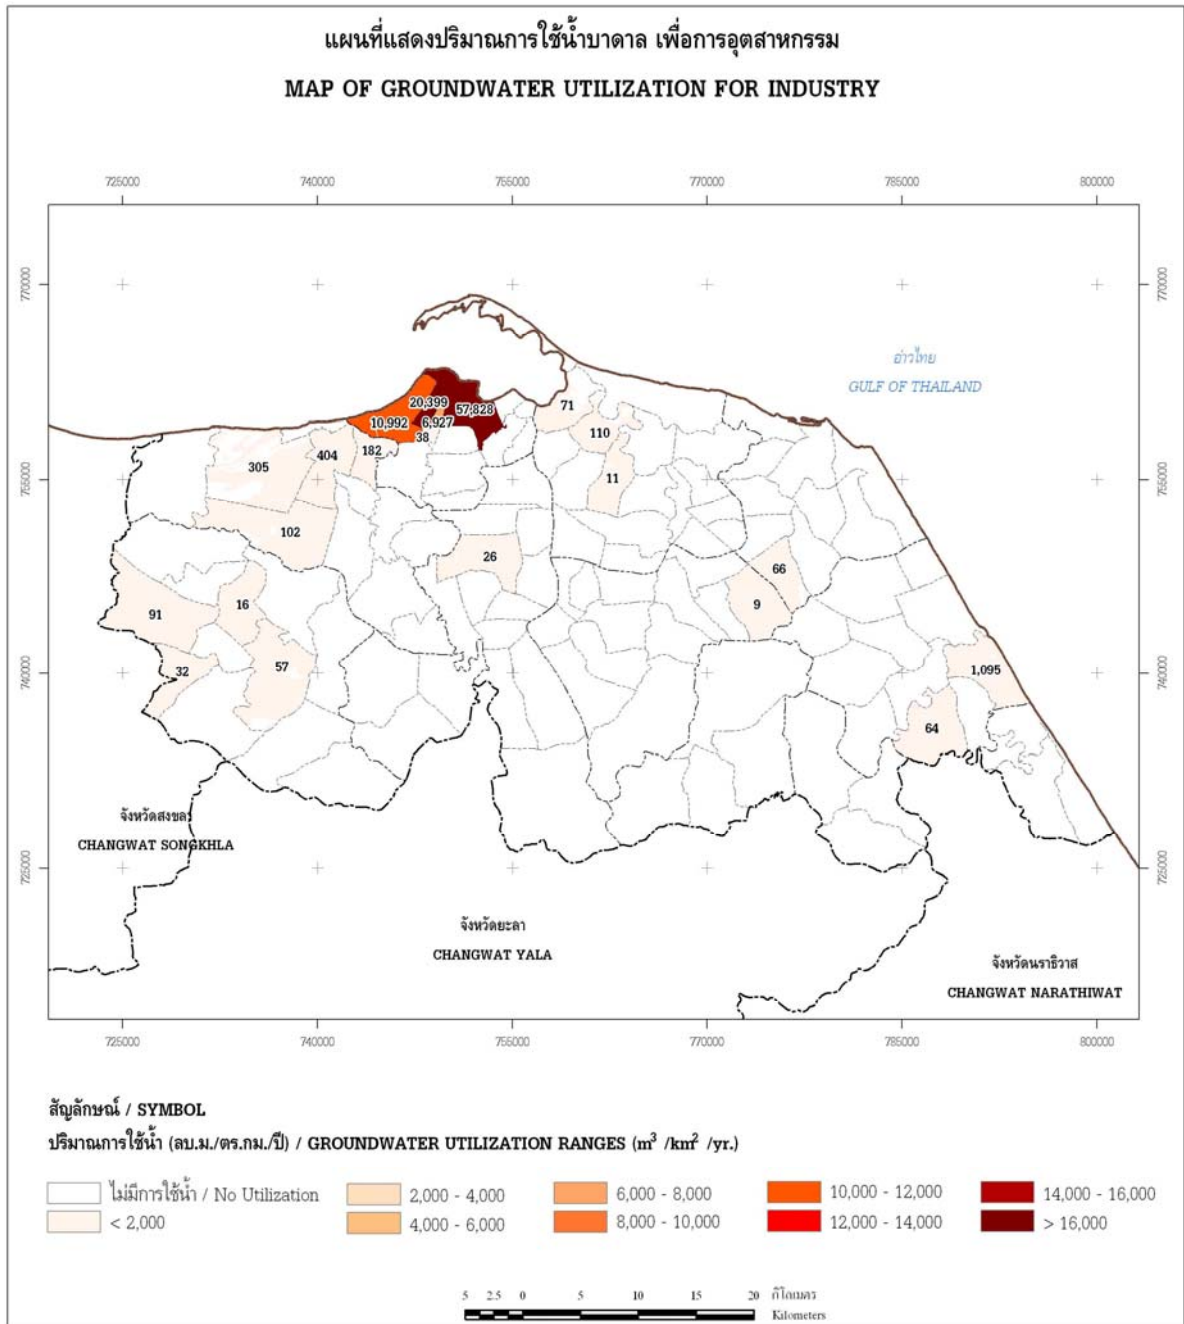 แผนที่แสดงปริมาณการใช้น้ำบาดาล เพื่อการอุตสาหกรรม
MAP OF GROUNDWATER UTILIZATION FOR INDUSTRY
725000 740000 755000 770000 785000 800000
770000 770000
อ่าวไทย
GULF OF THAILAND
20,399 57,828 71
10,992 6,927 110
38
305 404 182
755000 11 755000
102
26
66
91 16 9
32 57
740000 1,095 740000
64
จังหวัดสงขลา
CHANGWAT SONGKHLA
725000 725000
จังหวัดยะลา
CHANGWAT YALA
จังหวัดนราธิวาส
CHANGWAT NARATHIWAT
725000 740000 755000 770000 785000 800000
สัญลักษณ์ / SYMBOL
ปริมาณการใช้น้ำ (ลบ.ม./ตร.กม./ปี) / GROUNDWATER UTILIZATION RANGES (m³ /km² /yr.)
ไม่มีการใช้น้ำ / No Utilization 2,000 - 4,000 6,000 - 8,000 10,000 - 12,000 14,000 - 16,000
< 2,000 4,000 - 6,000 8,000 - 10,000 12,000 - 14,000 > 16,000
5 2.5 0 5 10 15 20 กิโลเมตร
Kilometers